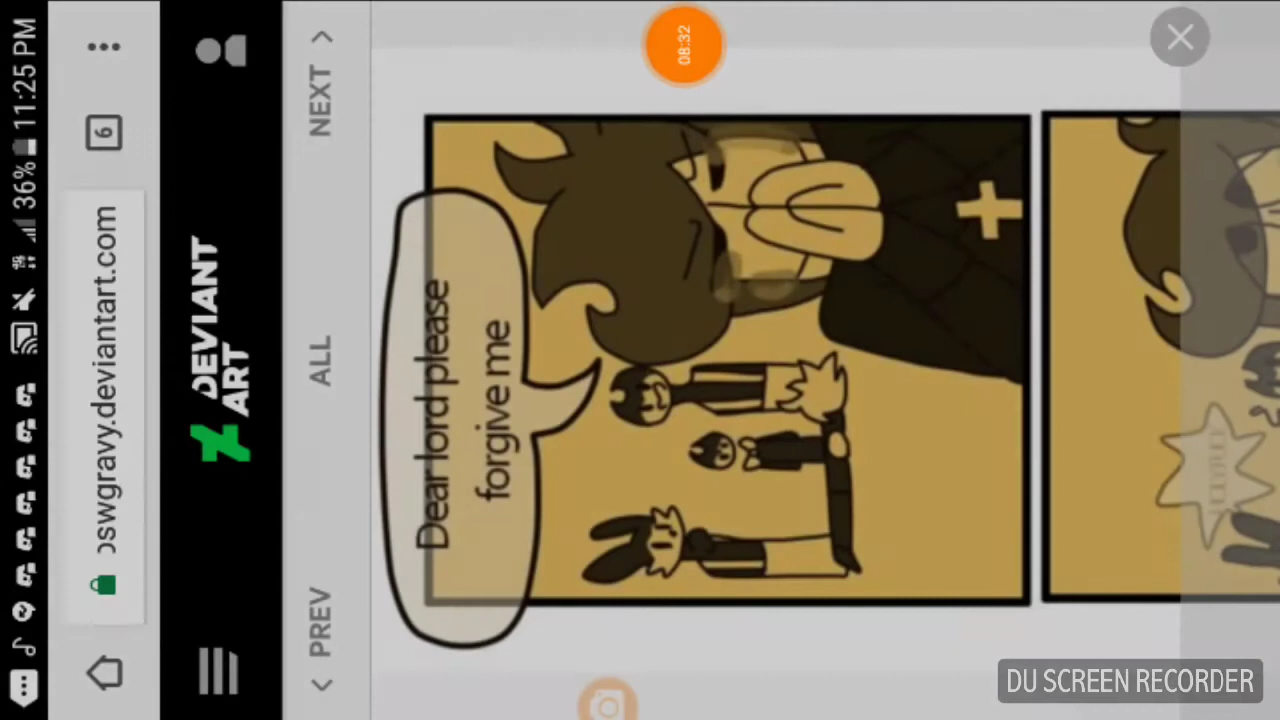 36% 11:25 PM
6
oswgravy.deviantart.com
DEVIANT
ART
< PREV ALL NEXT >
08:32
Dear lord please
forgive me
DU SCREEN RECORDER